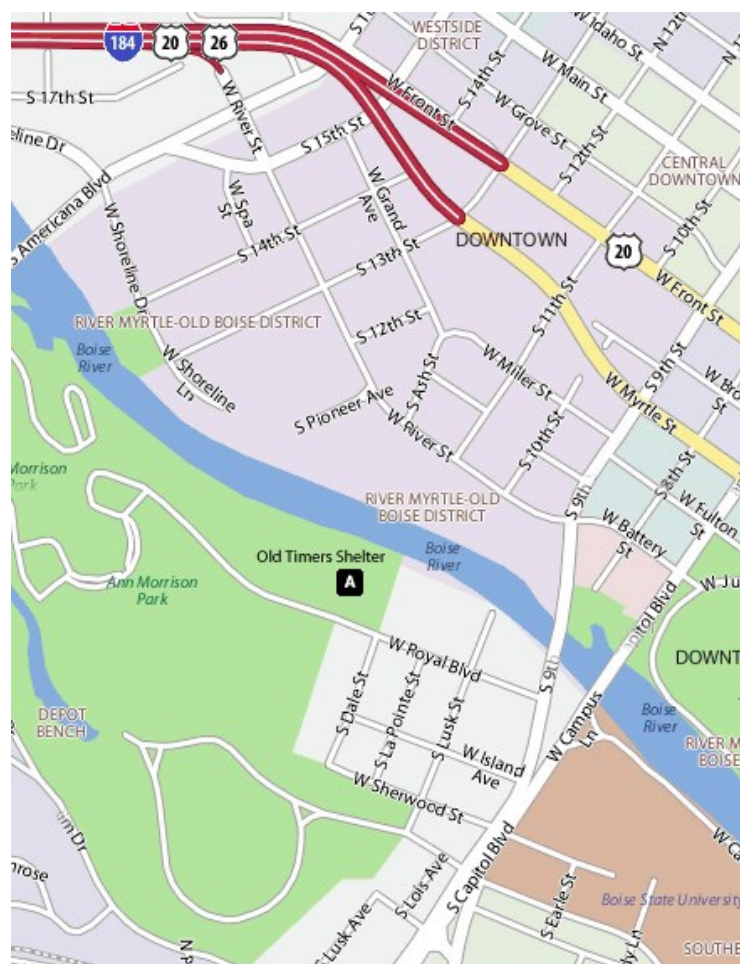 WESTSIDE
DISTRICT
W Idaho St
N 12th
184
20
26
S 17th St
W Front St
S 14th St
W Main St
W Grove St
S 12th St
W River St
S 15th St
CENTRAL
DOWNTOWN
S Americana Blvd
W Spa
St
W Grand
Ave
S 10th St
W Shoreline Dr
S 14th St
S 13th St
DOWNTOWN
20
S 11th St
W Front St
RIVER MYRTLE-OLD BOISE DISTRICT
S 12th St
Boise
River
W Shoreline
Ln
S Ash St
W Miller St
S 9th St
W Myrtle St
S Pioneer Ave
W River St
S 10th St
S 8th St
Morrison
Park
RIVER MYRTLE-OLD
BOISE DISTRICT
S 9th
W Fulton
W Battery
St
Old Timers Shelter
A
Boise
River
Ann Morrison
Park
W Royal Blvd
S 9th
S Dale St
S La-Pointe St
S Lusk St
Boise
River
DEPOT
BENCH
W Campus
Ln
W Island
Ave
W Sherwood St
S Capitol Blvd
S Lois Ave
S Earle St
Boise State University
S Lusk Ave